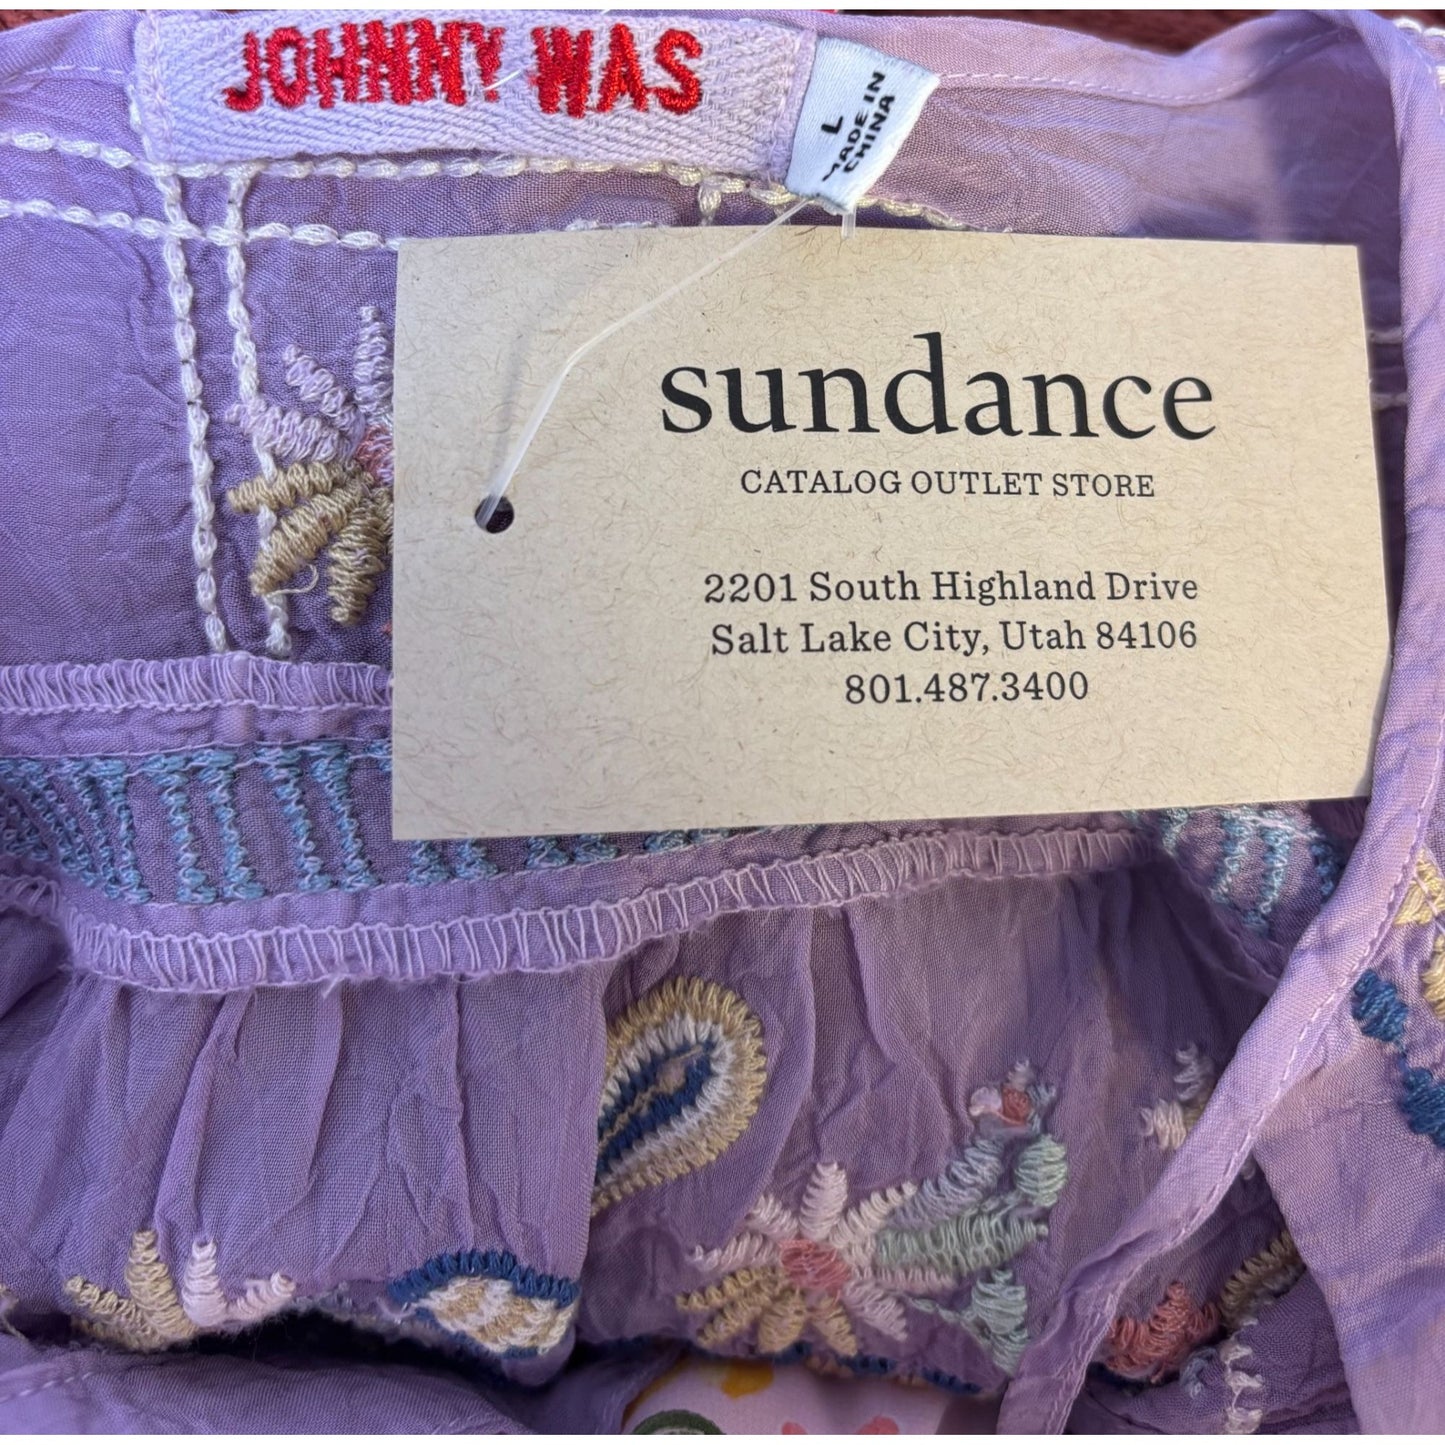 JOHNNY WAS
L
MADE IN
CHINA
sundance
CATALOG OUTLET STORE
2201 South Highland Drive
Salt Lake City, Utah 84106
801.487.3400